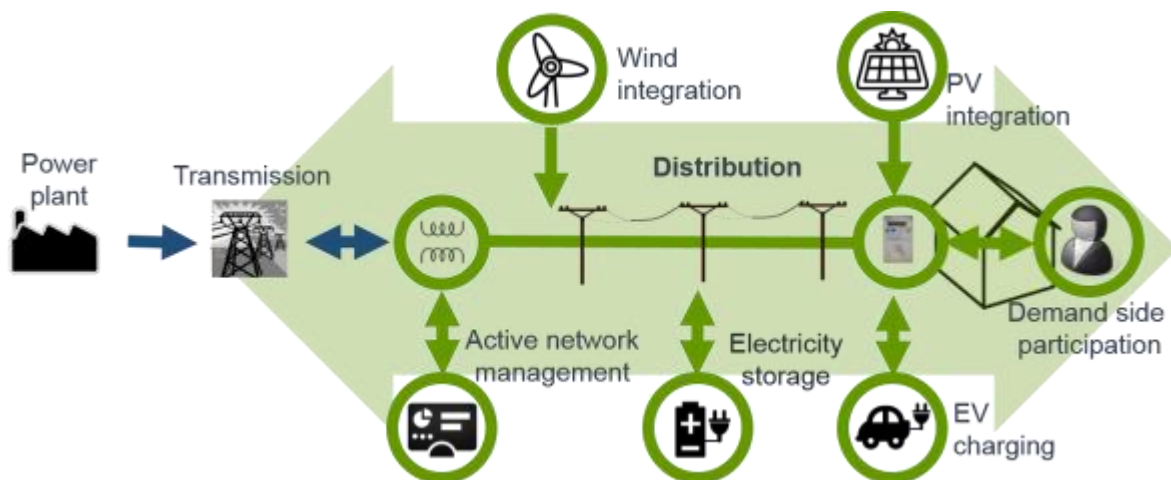 Wind
integration
PV
integration
Power
plant
Transmission
Distribution
Active network
management
Electricity
storage
Demand side
participation
EV
charging